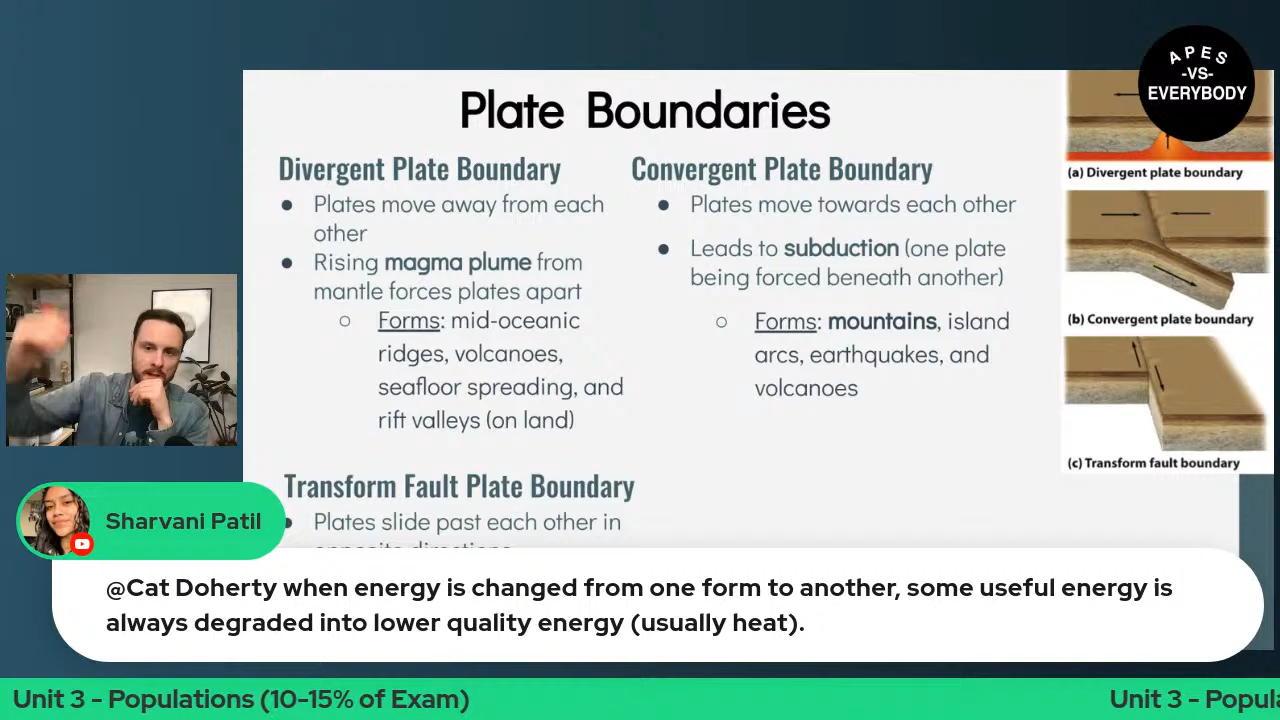 APES
-VS-
EVERYBODY
Plate Boundaries
Divergent Plate Boundary
● Plates move away from each
other
● Rising magma plume from
mantle forces plates apart
○ Forms: mid-oceanic
ridges, volcanoes,
seafloor spreading, and
rift valleys (on land)
Convergent Plate Boundary
● Plates move towards each other
● Leads to subduction (one plate
being forced beneath another)
○ Forms: mountains, island
arcs, earthquakes, and
volcanoes
(a) Divergent plate boundary
(b) Convergent plate boundary
(c) Transform fault boundary
Transform Fault Plate Boundary
● Plates slide past each other in
opposite directions
Sharvani Patil
@Cat Doherty when energy is changed from one form to another, some useful energy is
always degraded into lower quality energy (usually heat).
Unit 3 - Populations (10-15% of Exam)
Unit 3 - Popula